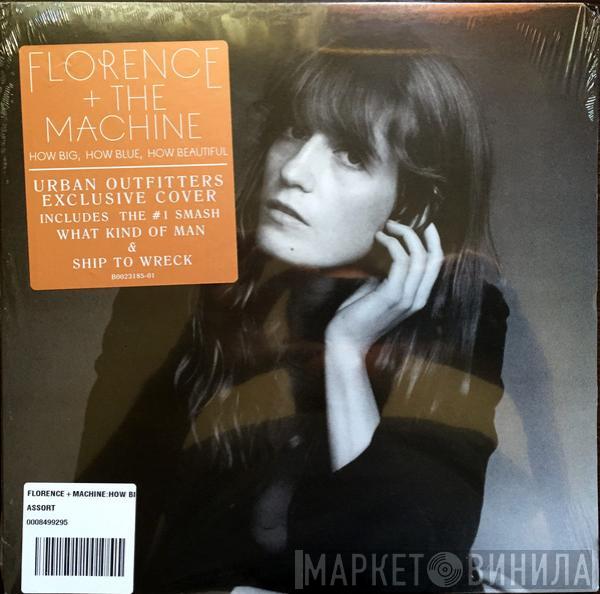 FLORENCE
+ THE
MACHINE
HOW BIG, HOW BLUE, HOW BEAUTIFUL
URBAN OUTFITTERS
EXCLUSIVE COVER
INCLUDES THE #1 SMASH
WHAT KIND OF MAN
&
SHIP TO WRECK
B0023185-01
FLORENCE + MACHINE:HOW BI
ASSORT
0008499295
МАРКЕТ ВИНИЛА